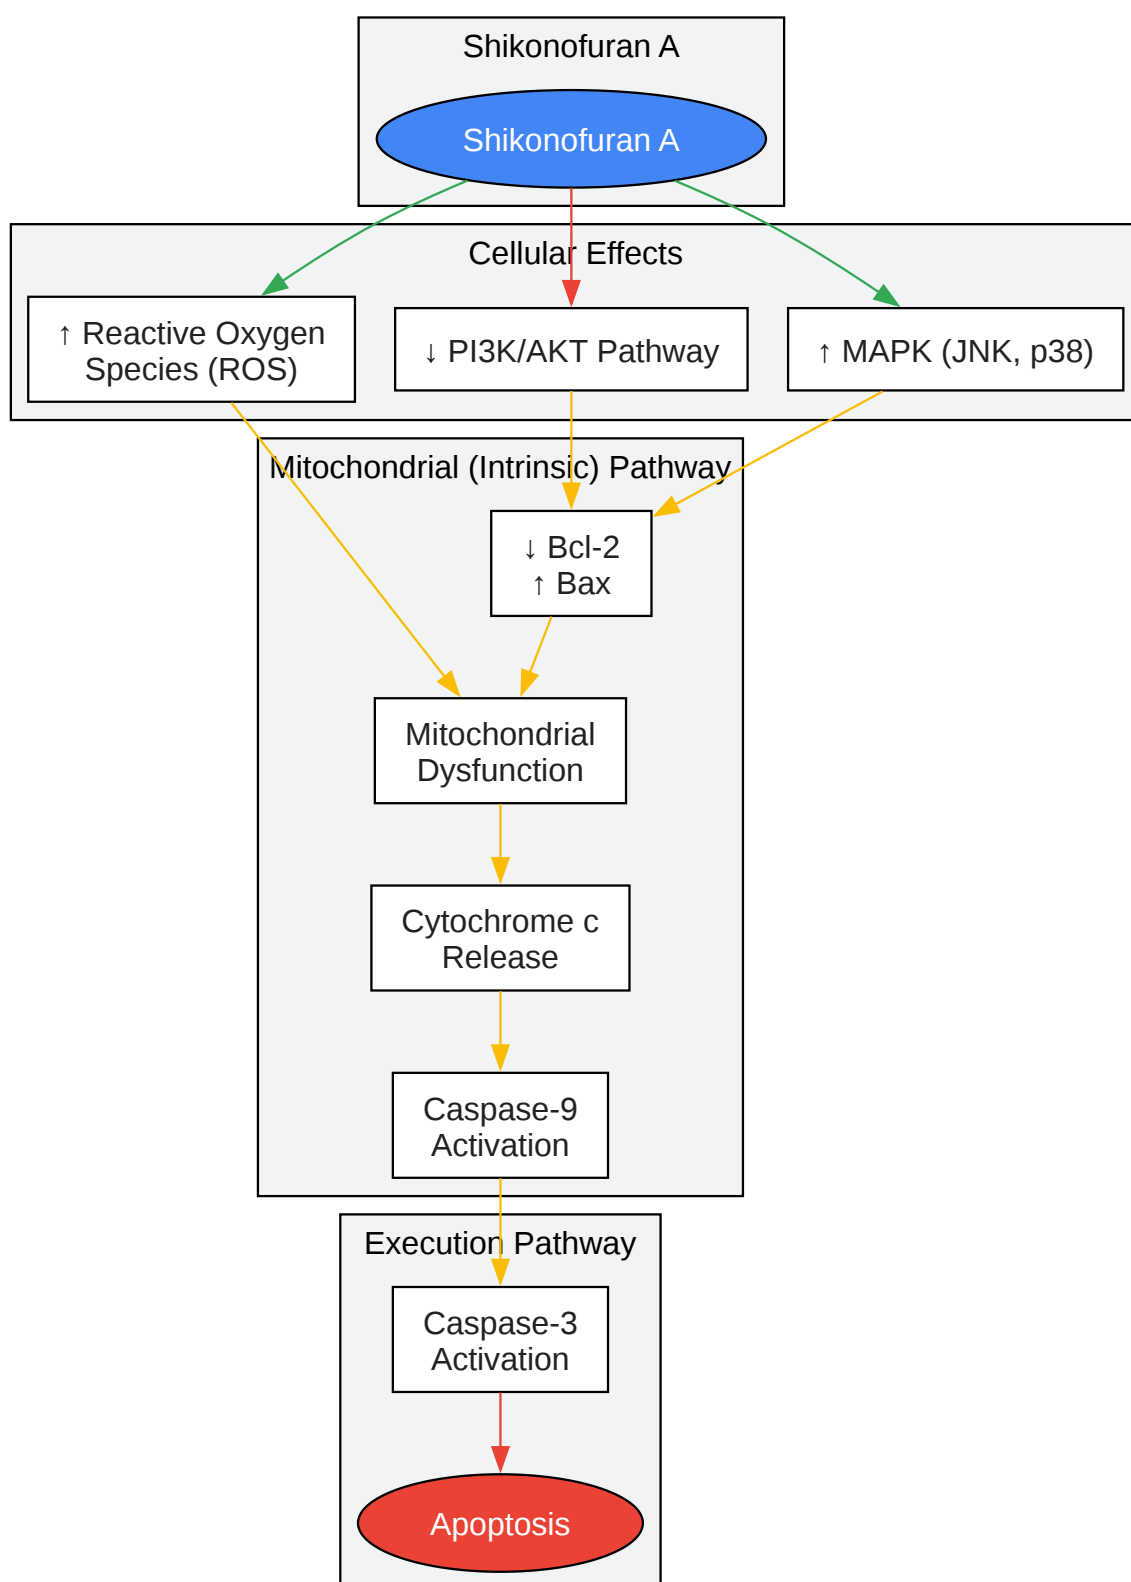 Shikonofuran A
Shikonofuran A
Cellular Effects
↑ Reactive Oxygen
Species (ROS)
↓ PI3K/AKT Pathway
↑ MAPK (JNK, p38)
Mitochondrial (Intrinsic) Pathway
↓ Bcl-2
↑ Bax
Mitochondrial
Dysfunction
Cytochrome c
Release
Caspase-9
Activation
Execution Pathway
Caspase-3
Activation
Apoptosis